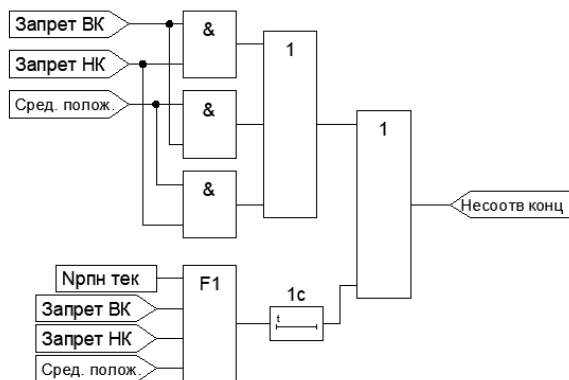 Запрет ВК
&
1
Запрет НК
Сред. полож.
&
1
&
Несоотв конц
Nрпн тек
F1
1с
Запрет ВК
t
Запрет НК
Сред. полож.